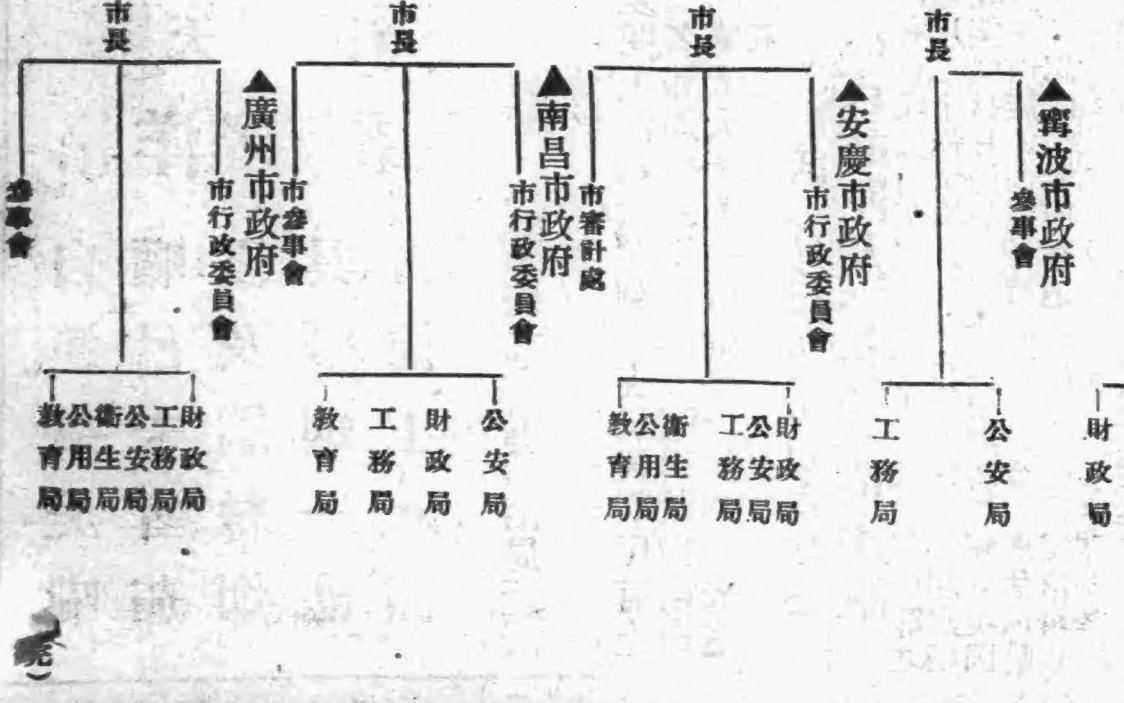 財政局
▲甯波市政府
市長
參事會
公安局
工務局
▲安慶市政府
市長
市行政委員會
市審計處
財政局
公安局
工務局
衞生局
公用局
教育局
▲南昌市政府
市長
市行政委員會
市參事會
公安局
財政局
工務局
教育局
▲廣州市政府
市長
市行政委員會
參事會
財政局
工務局
公安局
衞生局
公用局
教育局
完）